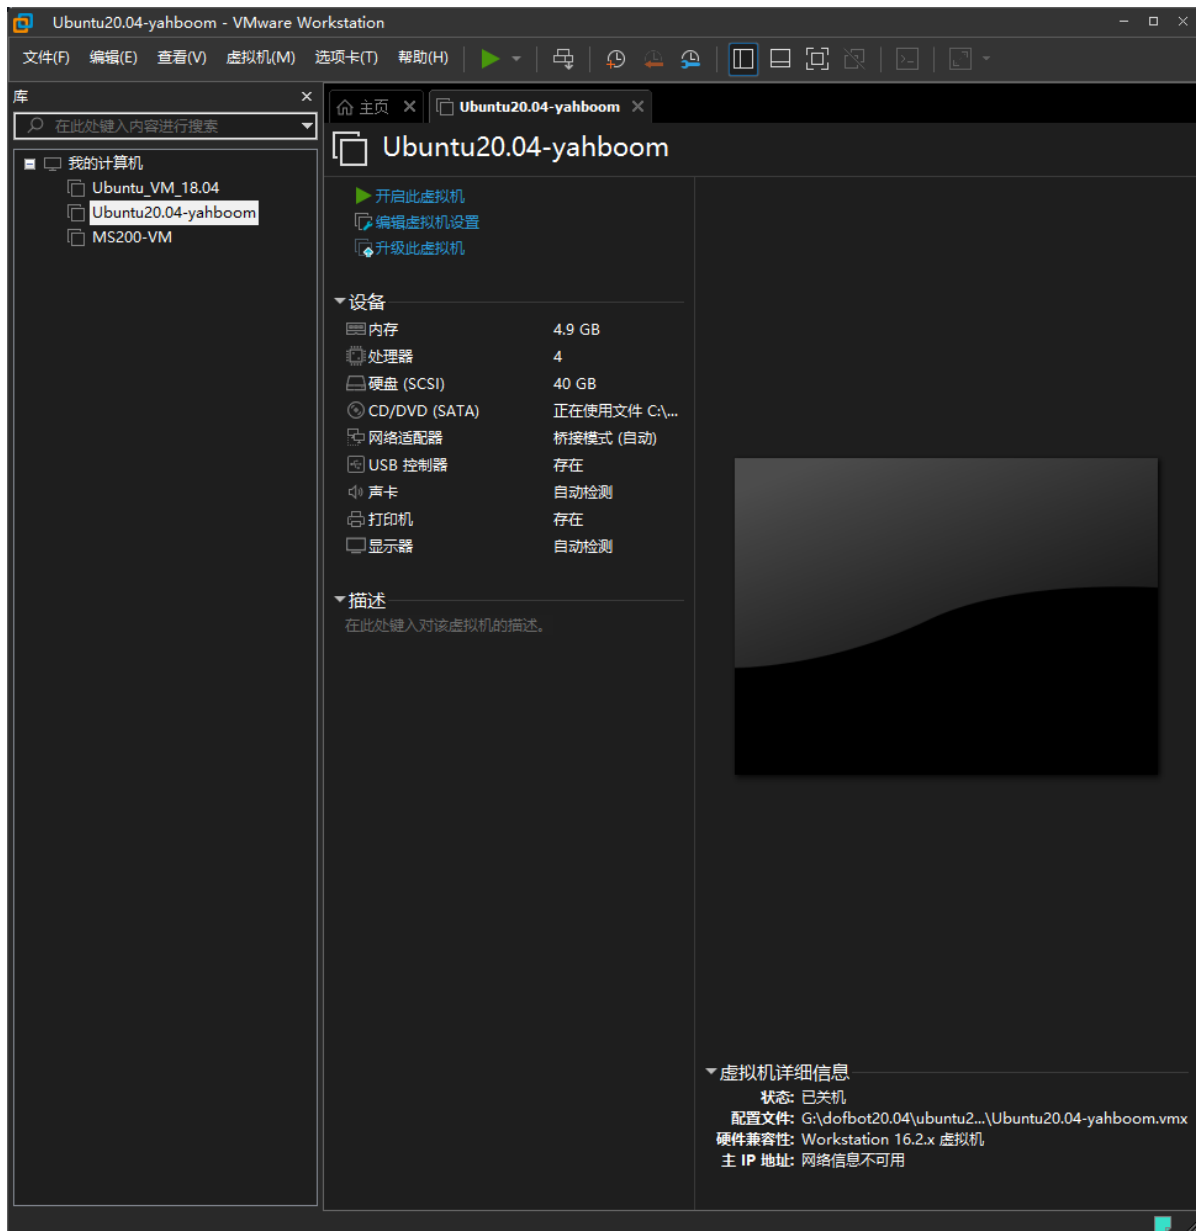 Ubuntu20.04-yahboom - VMware Workstation
文件(F) 编辑(E) 查看(V) 虚拟机(M) 选项卡(T) 帮助(H)
库
在此处键入内容进行搜索
我的计算机
Ubuntu_VM_18.04
Ubuntu20.04-yahboom
MS200-VM
主页 Ubuntu20.04-yahboom
Ubuntu20.04-yahboom
开启此虚拟机
编辑虚拟机设置
升级此虚拟机
设备
内存 4.9 GB
处理器 4
硬盘 (SCSI) 40 GB
CD/DVD (SATA) 正在使用文件 C:\...
网络适配器 桥接模式 (自动)
USB 控制器 存在
声卡 自动检测
打印机 存在
显示器 自动检测
描述
在此处键入对该虚拟机的描述。
虚拟机详细信息
状态: 已关机
配置文件: G:\dofbot20.04\ubuntu2...\Ubuntu20.04-yahboom.vmx
硬件兼容性: Workstation 16.2.x 虚拟机
主 IP 地址: 网络信息不可用